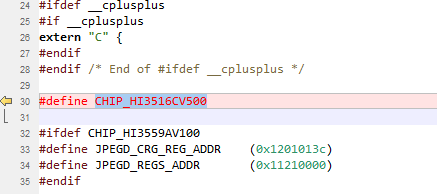 24 #ifdef __cplusplus
25 #if __cplusplus
26 extern "C" {
27 #endif
28 #endif /* End of #ifdef __cplusplus */
29
30 #define CHIP_HI3516CV500
31
32 #ifdef CHIP_HI3559AV100
33 #define JPEGD_CRG_REG_ADDR (0x1201013c)
34 #define JPEGD_REGS_ADDR (0x11210000)
35 #endif